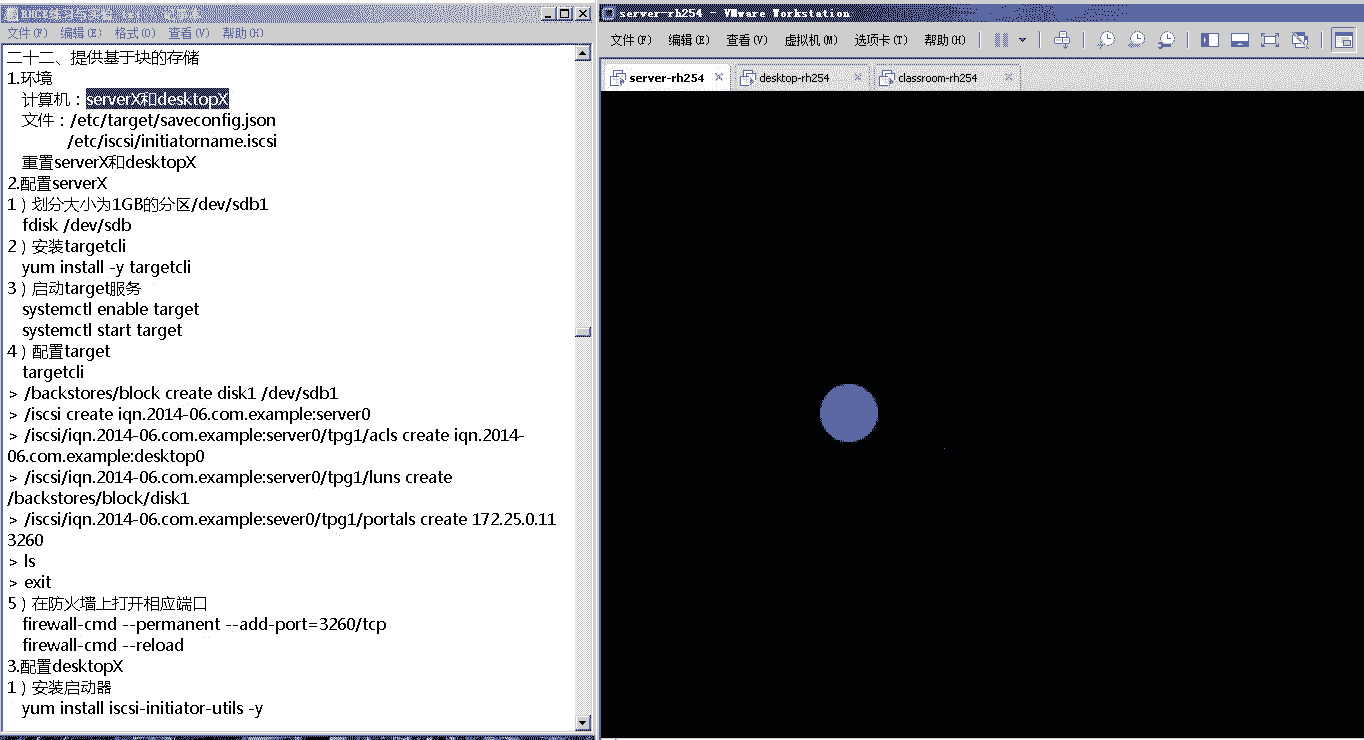 文件(F) 编辑(E) 格式(O) 查看(V) 帮助(H)
二十二、提供基于块的存储
1.环境
计算机：serverX和desktopX
文件：/etc/target/saveconfig.json
/etc/iscsi/initiatorname.iscsi
重置serverX和desktopX
2.配置serverX
1）划分大小为1GB的分区/dev/sdb1
fdisk /dev/sdb
2）安装targetcli
yum install -y targetcli
3）启动target服务
systemctl enable target
systemctl start target
4）配置target
targetcli
> /backstores/block create disk1 /dev/sdb1
> /iscsi create iqn.2014-06.com.example:server0
> /iscsi/iqn.2014-06.com.example:server0/tpg1/acls create iqn.2014-
06.com.example:desktop0
> /iscsi/iqn.2014-06.com.example:server0/tpg1/luns create
/backstores/block/disk1
> /iscsi/iqn.2014-06.com.example:sever0/tpg1/portals create 172.25.0.11
3260
> ls
> exit
5）在防火墙上打开相应端口
firewall-cmd --permanent --add-port=3260/tcp
firewall-cmd --reload
3.配置desktopX
1）安装启动器
yum install iscsi-initiator-utils -y
server-rh254 - VMware Workstation
文件(F) 编辑(E) 查看(V) 虚拟机(M) 选项卡(T) 帮助(H)
server-rh254 desktop-rh254 classroom-rh254